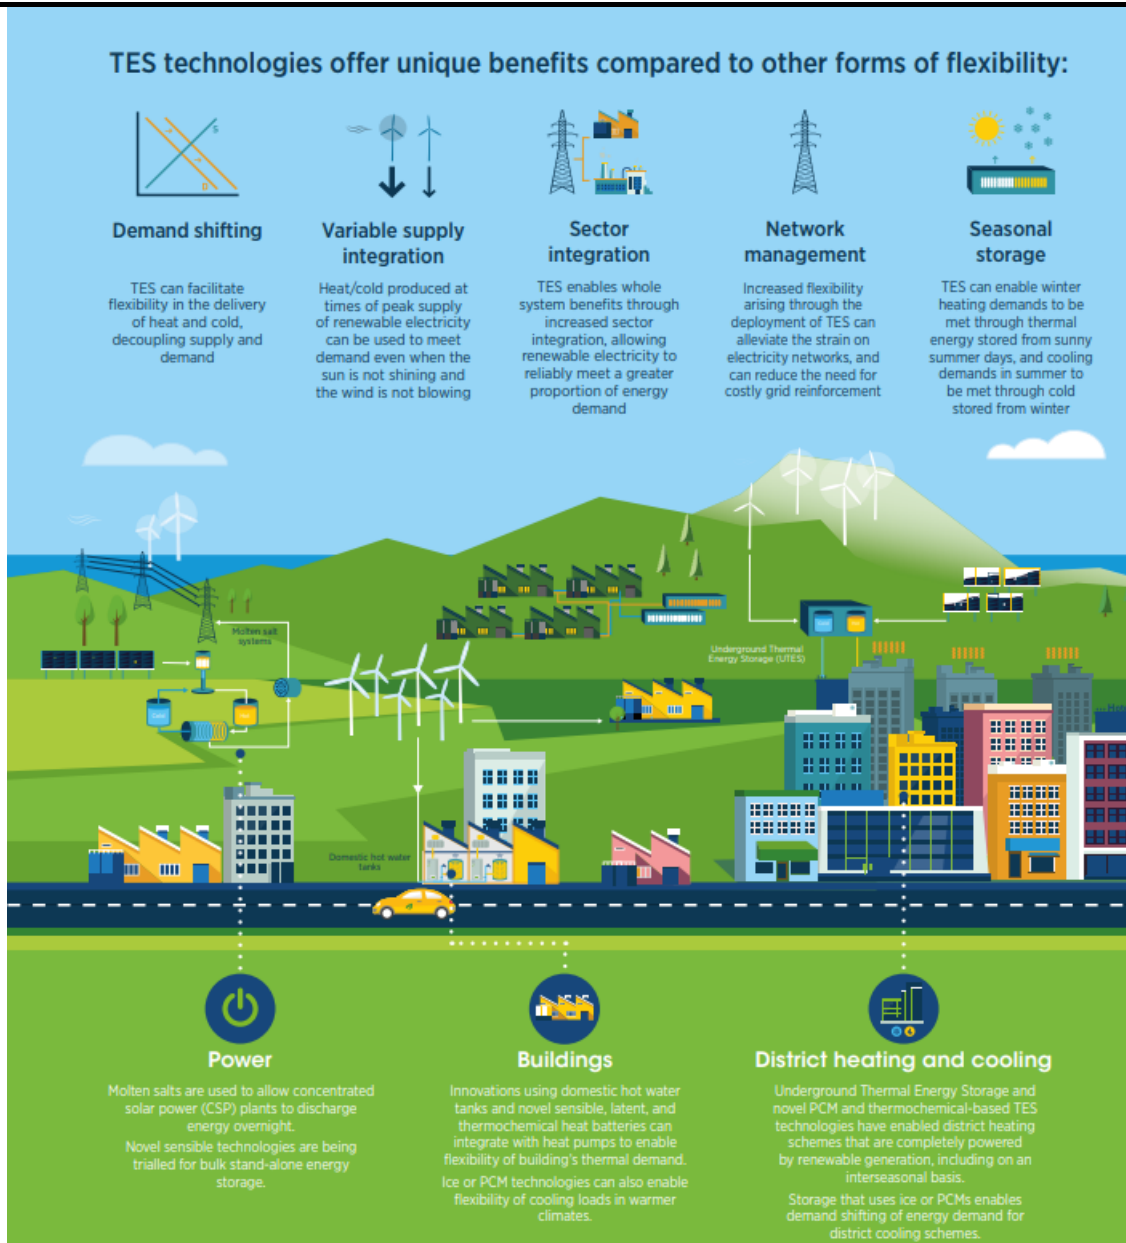 TES technologies offer unique benefits compared to other forms of flexibility:
S
D
Demand shifting
TES can facilitate
flexibility in the delivery
of heat and cold,
decoupling supply and
demand
Variable supply
integration
Heat/cold produced at
times of peak supply
of renewable electricity
can be used to meet
demand even when the
sun is not shining and
the wind is not blowing
Sector
integration
TES enables whole
system benefits through
increased sector
integration, allowing
renewable electricity to
reliably meet a greater
proportion of energy
demand
Network
management
Increased flexibility
arising through the
deployment of TES can
alleviate the strain on
electricity networks, and
can reduce the need for
costly grid reinforcement
Seasonal
storage
TES can enable winter
heating demands to be
met through thermal
energy stored from sunny
summer days, and cooling
demands in summer to
be met through cold
stored from winter
Molten salt
systems
Cold
Hot
Underground Thermal
Energy Storage (UTES)
Cold
Hot
Domestic hot water
tanks
Power
Molten salts are used to allow concentrated
solar power (CSP) plants to discharge
energy overnight.
Novel sensible technologies are being
trialled for bulk stand-alone energy
storage.
Buildings
Innovations using domestic hot water
tanks and novel sensible, latent, and
thermochemical heat batteries can
integrate with heat pumps to enable
flexibility of building's thermal demand.
Ice or PCM technologies can also enable
flexibility of cooling loads in warmer
climates.
District heating and cooling
Underground Thermal Energy Storage and
novel PCM and thermochemical-based TES
technologies have enabled district heating
schemes that are completely powered
by renewable generation, including on an
interseasonal basis.
Storage that uses ice or PCMs enables
demand shifting of energy demand for
district cooling schemes.